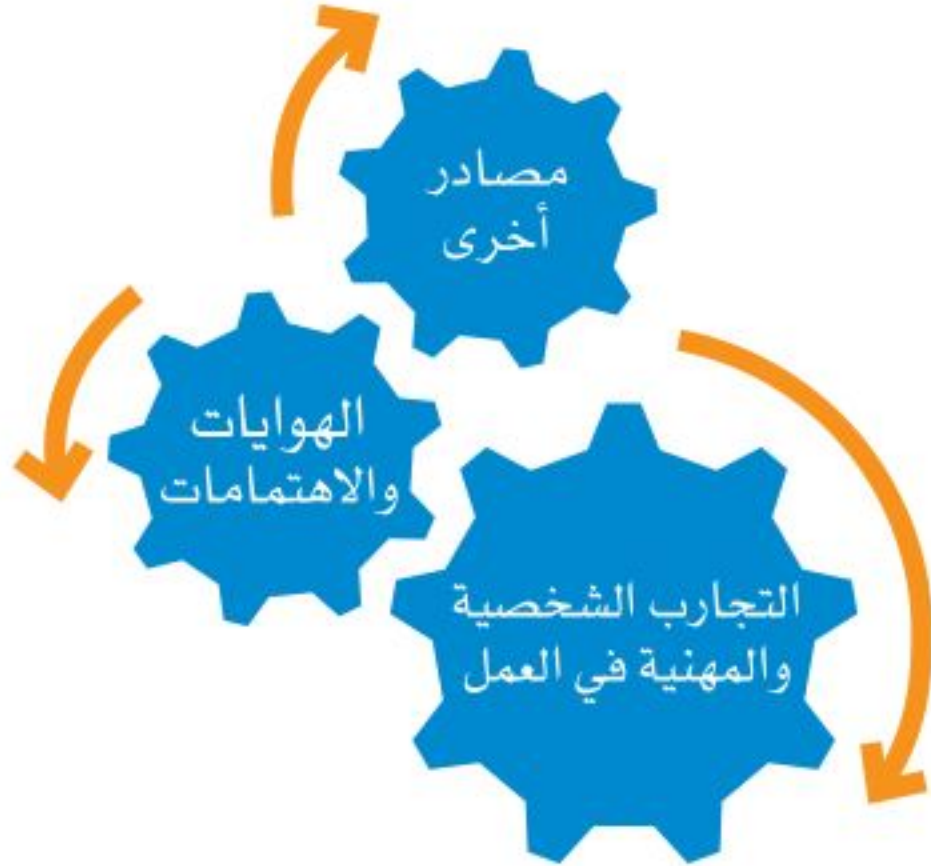 مصادر
أخرى
الهوايات
والاهتمامات
التجارب الشخصية
والمهنية في العمل